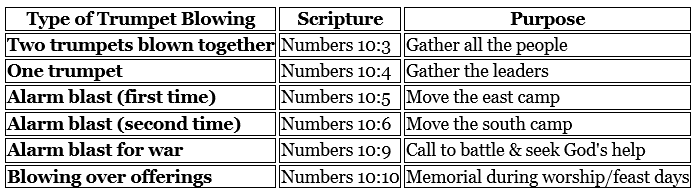 Type of Trumpet Blowing Scripture Purpose
Two trumpets blown together Numbers 10:3 Gather all the people
One trumpet Numbers 10:4 Gather the leaders
Alarm blast (first time) Numbers 10:5 Move the east camp
Alarm blast (second time) Numbers 10:6 Move the south camp
Alarm blast for war Numbers 10:9 Call to battle & seek God's help
Blowing over offerings Numbers 10:10 Memorial during worship/feast days